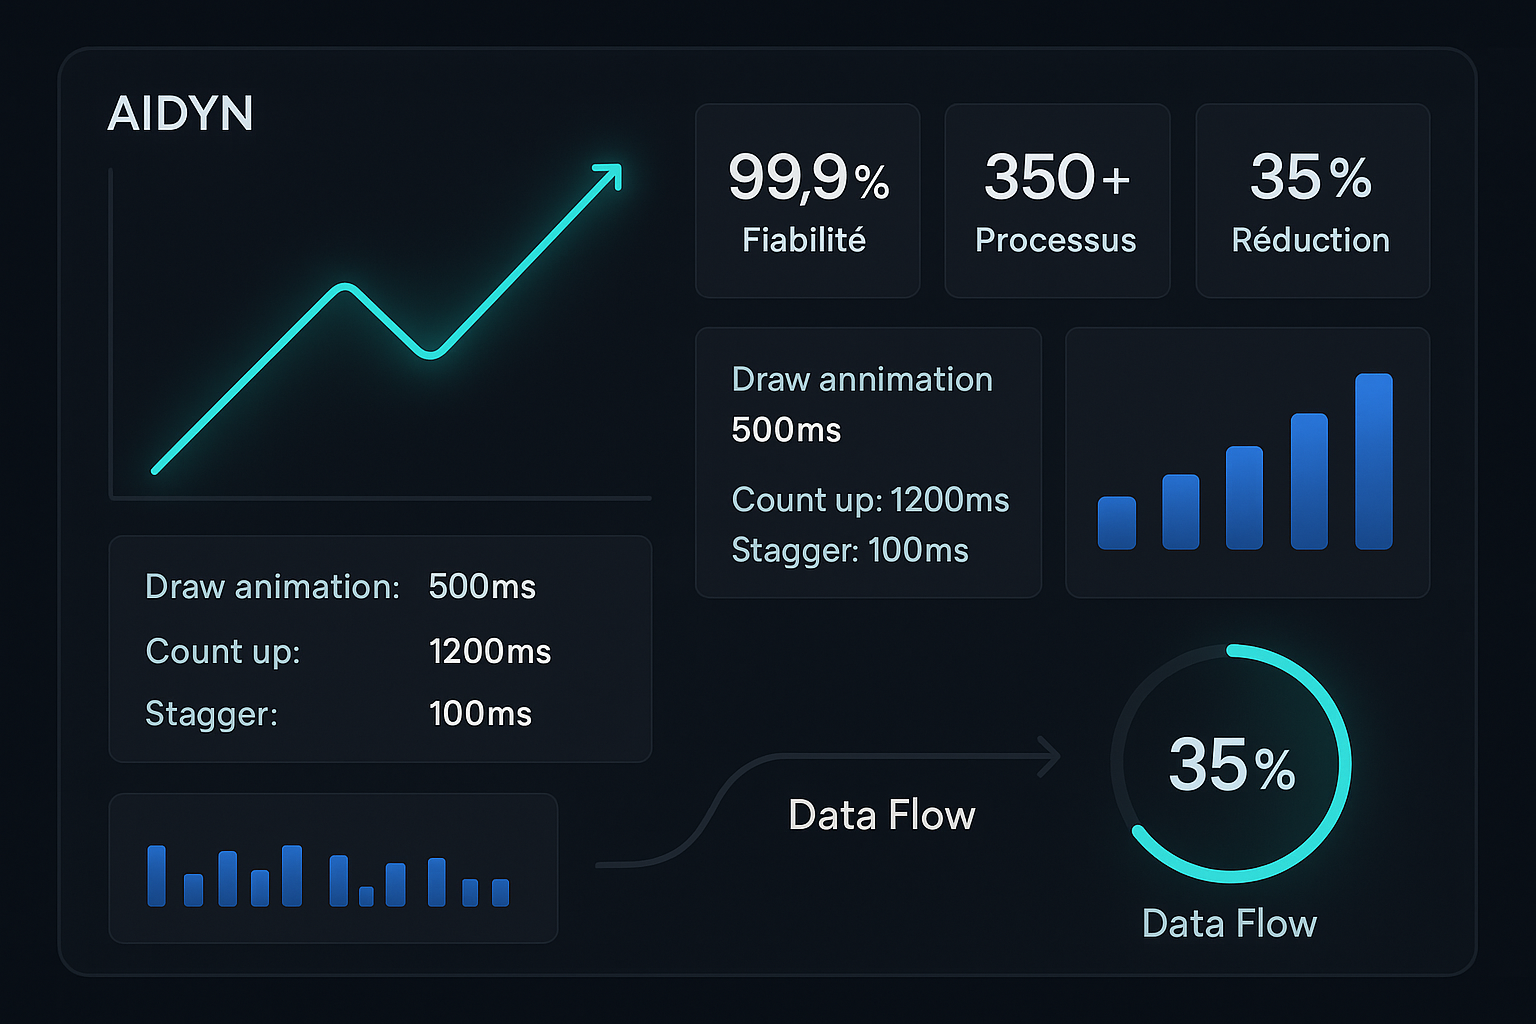 AIDYN
99,9%
Fiabilité
350+
Processus
35%
Réduction
Draw annimation
500ms
Count up: 1200ms
Stagger: 100ms
Draw animation: 500ms
Count up: 1200ms
Stagger: 100ms
Data Flow
35%
Data Flow